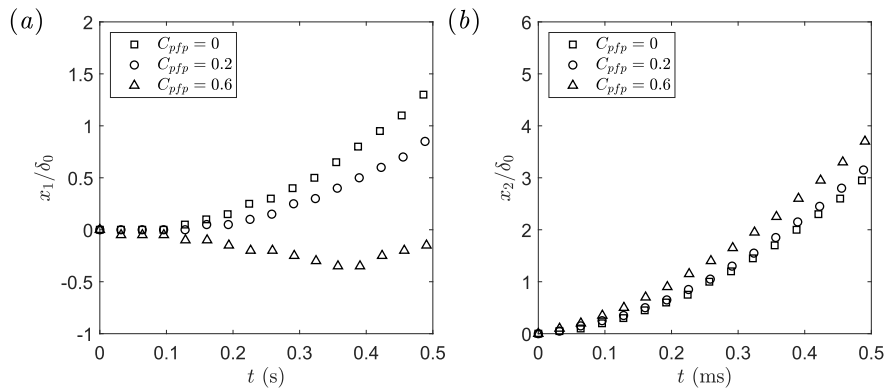 (a)
2
1.5
1
0.5
0
-0.5
-1
x₁/δ₀
C_pfp = 0
C_pfp = 0.2
C_pfp = 0.6
0
0.1
0.2
0.3
0.4
0.5
t (s)
(b)
6
5
4
3
2
1
0
x₂/δ₀
C_pfp = 0
C_pfp = 0.2
C_pfp = 0.6
0
0.1
0.2
0.3
0.4
0.5
t (ms)